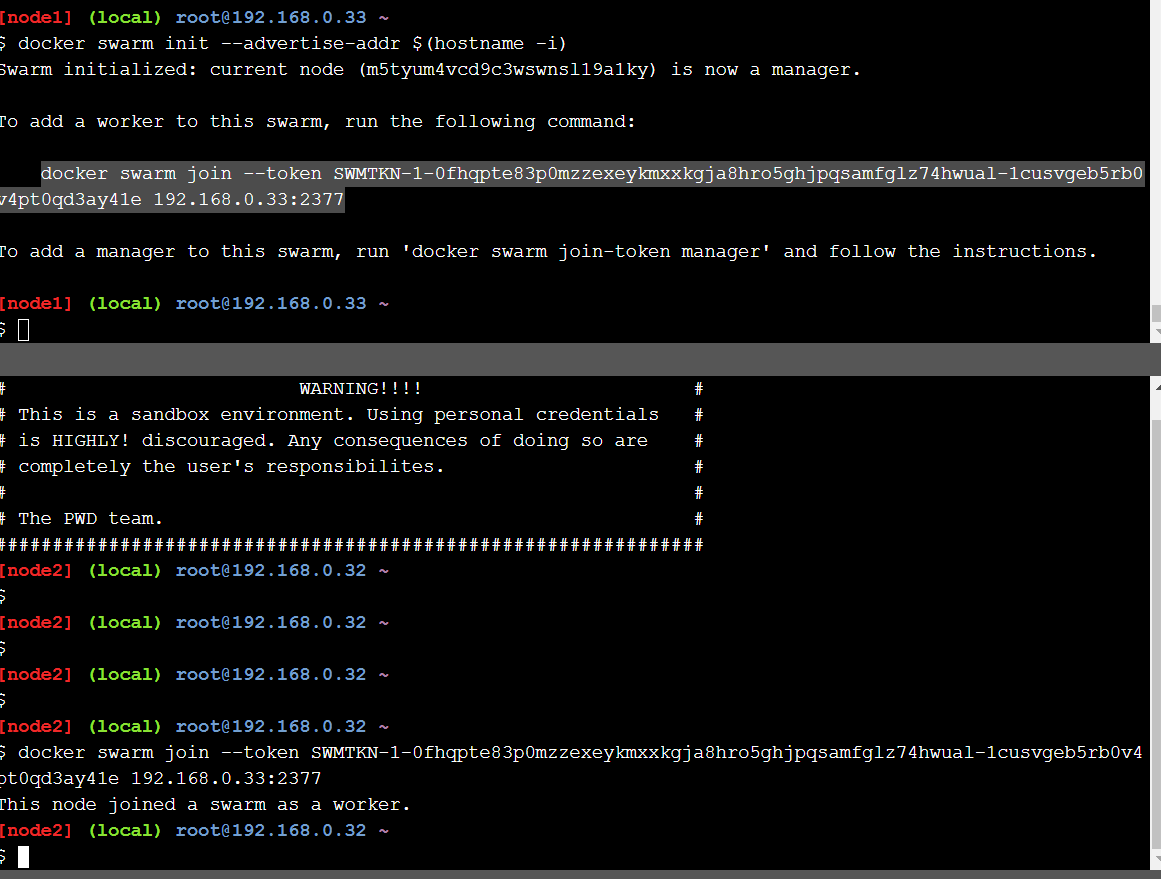 [node1] (local) root@192.168.0.33 ~
$ docker swarm init --advertise-addr $(hostname -i)
Swarm initialized: current node (m5tyum4vcd9c3wswnsl19a1ky) is now a manager.
To add a worker to this swarm, run the following command:
docker swarm join --token SWMTKN-1-0fhqpte83p0mzzexeykmxxkgja8hro5ghjpqsamfglz74hwual-1cusvgeb5rb0
v4pt0qd3ay41e 192.168.0.33:2377
To add a manager to this swarm, run 'docker swarm join-token manager' and follow the instructions.
[node1] (local) root@192.168.0.33 ~
$
# WARNING!!!! #
# This is a sandbox environment. Using personal credentials #
# is HIGHLY! discouraged. Any consequences of doing so are #
# completely the user's responsibilites. #
# #
# The PWD team. #
###############################################################
[node2] (local) root@192.168.0.32 ~
$
[node2] (local) root@192.168.0.32 ~
$
[node2] (local) root@192.168.0.32 ~
$
[node2] (local) root@192.168.0.32 ~
$ docker swarm join --token SWMTKN-1-0fhqpte83p0mzzexeykmxxkgja8hro5ghjpqsamfglz74hwual-1cusvgeb5rb0v4
pt0qd3ay41e 192.168.0.33:2377
This node joined a swarm as a worker.
[node2] (local) root@192.168.0.32 ~
$